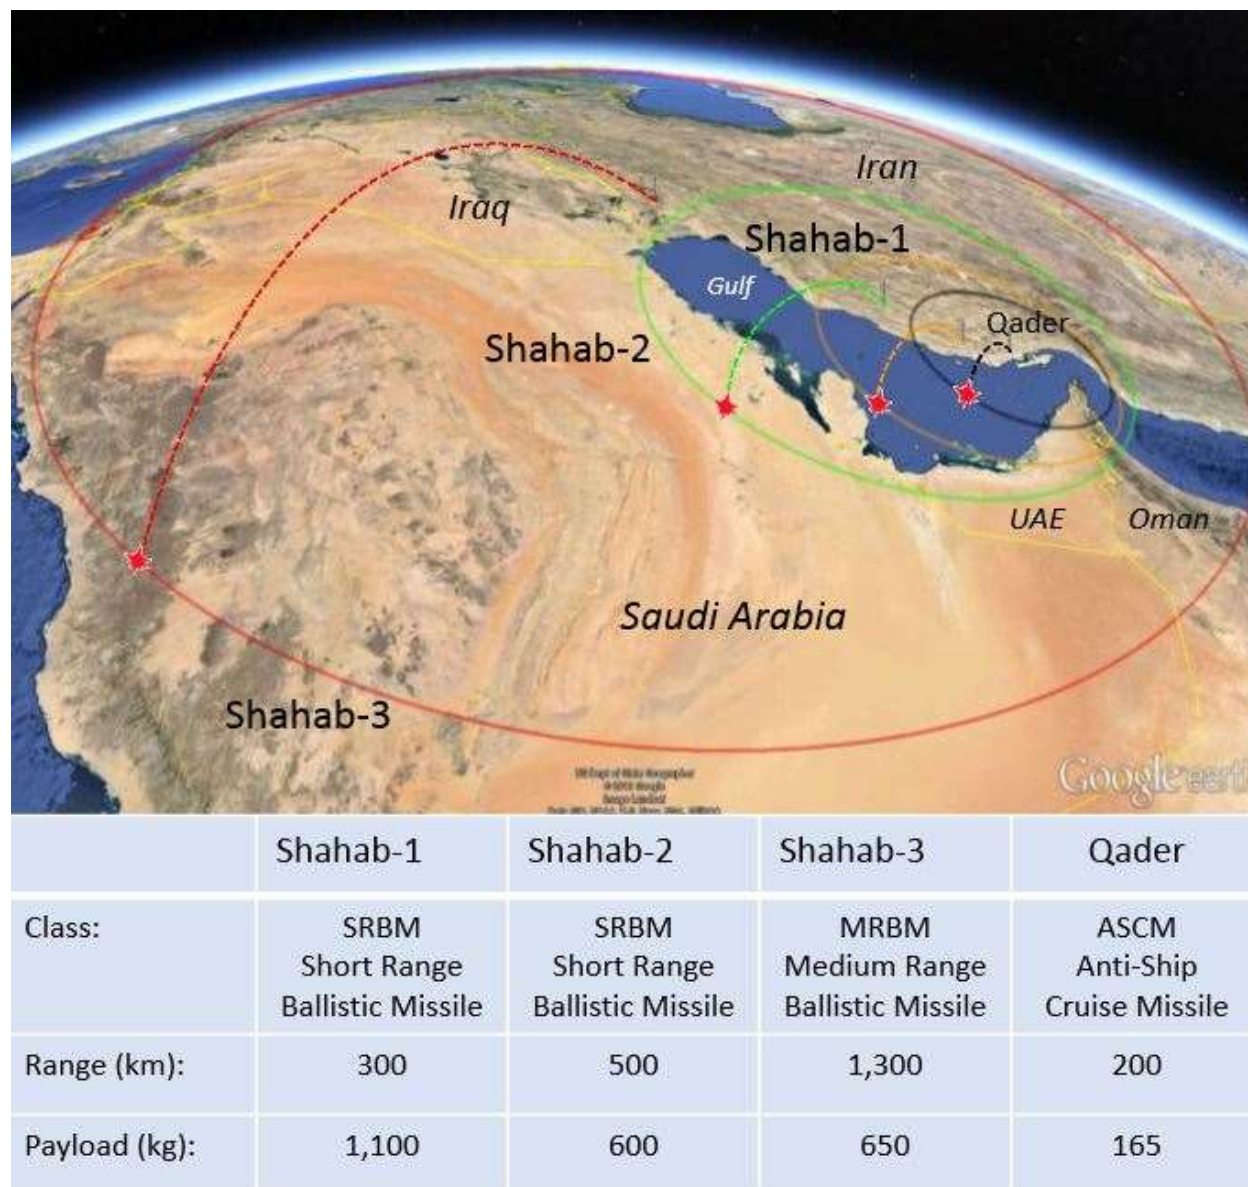 Iran
Iraq
Shahab-1
Gulf
Qader
Shahab-2
UAE
Oman
Saudi Arabia
Shahab-3
Google earth
Shahab-1 Shahab-2 Shahab-3 Qader
Class: SRBM SRBM MRBM ASCM
Short Range Short Range Medium Range Anti-Ship
Ballistic Missile Ballistic Missile Ballistic Missile Cruise Missile
Range (km): 300 500 1,300 200
Payload (kg): 1,100 600 650 165